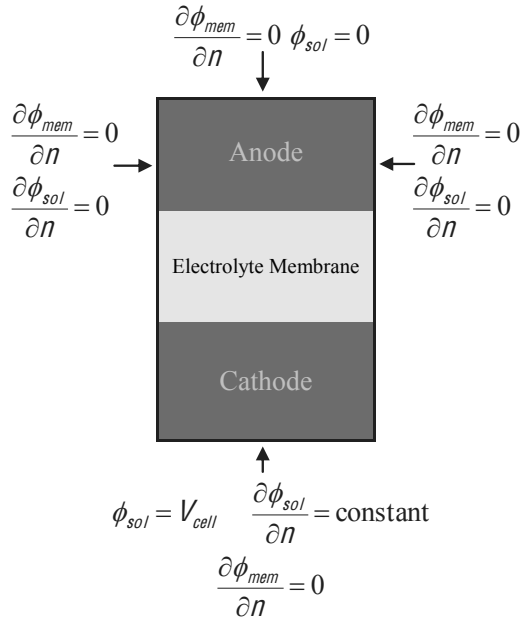 ∂ϕ_mem/∂n = 0 ϕ_sol = 0
∂ϕ_mem/∂n = 0
∂ϕ_sol/∂n = 0
∂ϕ_mem/∂n = 0
∂ϕ_sol/∂n = 0
Anode
Electrolyte Membrane
Cathode
ϕ_sol = V_cell ∂ϕ_sol/∂n = constant
∂ϕ_mem/∂n = 0